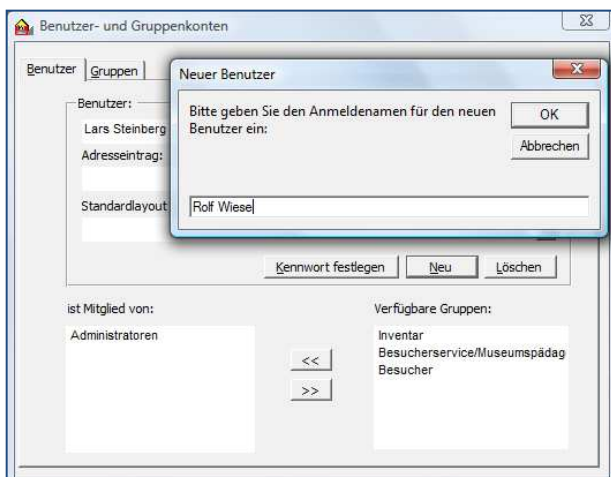 Benutzer- und Gruppenkonten
Benutzer Gruppen
Neuer Benutzer
Bitte geben Sie den Anmeldenamen für den neuen
Benutzer ein:
OK
Abbrechen
Rolf Wiese
Benutzer:
Lars Steinberg
Adresseintrag:
Standardlayout
Kennwort festlegen Neu Löschen
ist Mitglied von:
Administratoren
<<
>>
Verfügbare Gruppen:
Inventar
Besucherservice/Museumspädag
Besucher